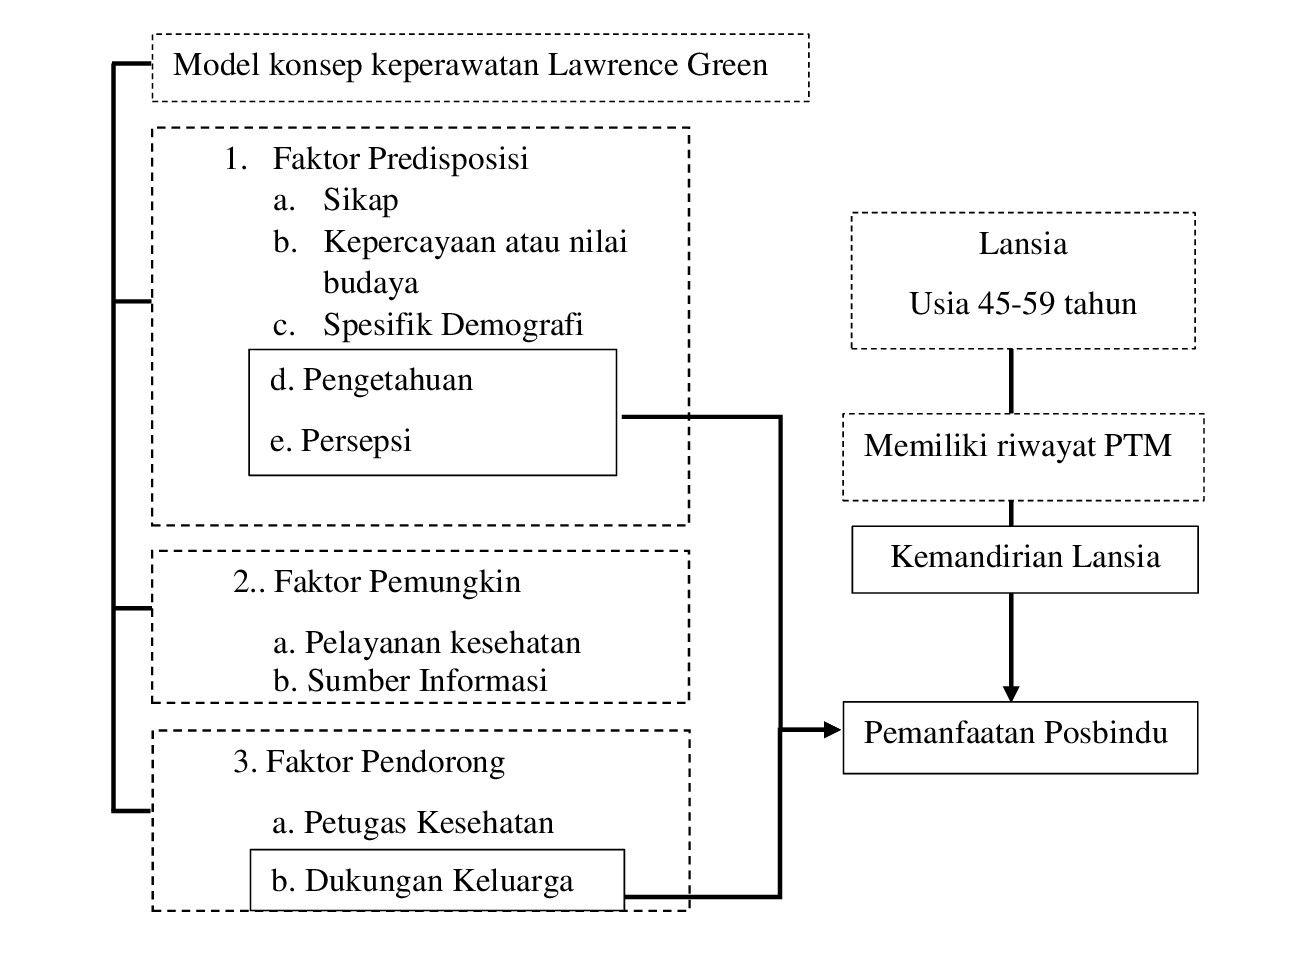 Model konsep keperawatan Lawrence Green
1. Faktor Predisposisi
a. Sikap
b. Kepercayaan atau nilai
budaya
c. Spesifik Demografi
d. Pengetahuan
e. Persepsi
2.. Faktor Pemungkin
a. Pelayanan kesehatan
b. Sumber Informasi
3. Faktor Pendorong
a. Petugas Kesehatan
b. Dukungan Keluarga
Lansia
Usia 45-59 tahun
Memiliki riwayat PTM
Kemandirian Lansia
Pemanfaatan Posbindu